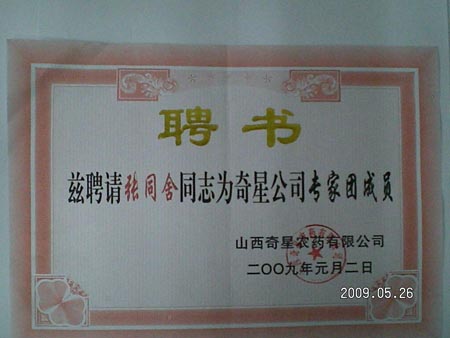 聘书
兹聘请张同舍同志为奇星公司专家团成员
山西奇星农药有限公司
二〇〇九年元月二日
2009.05.26